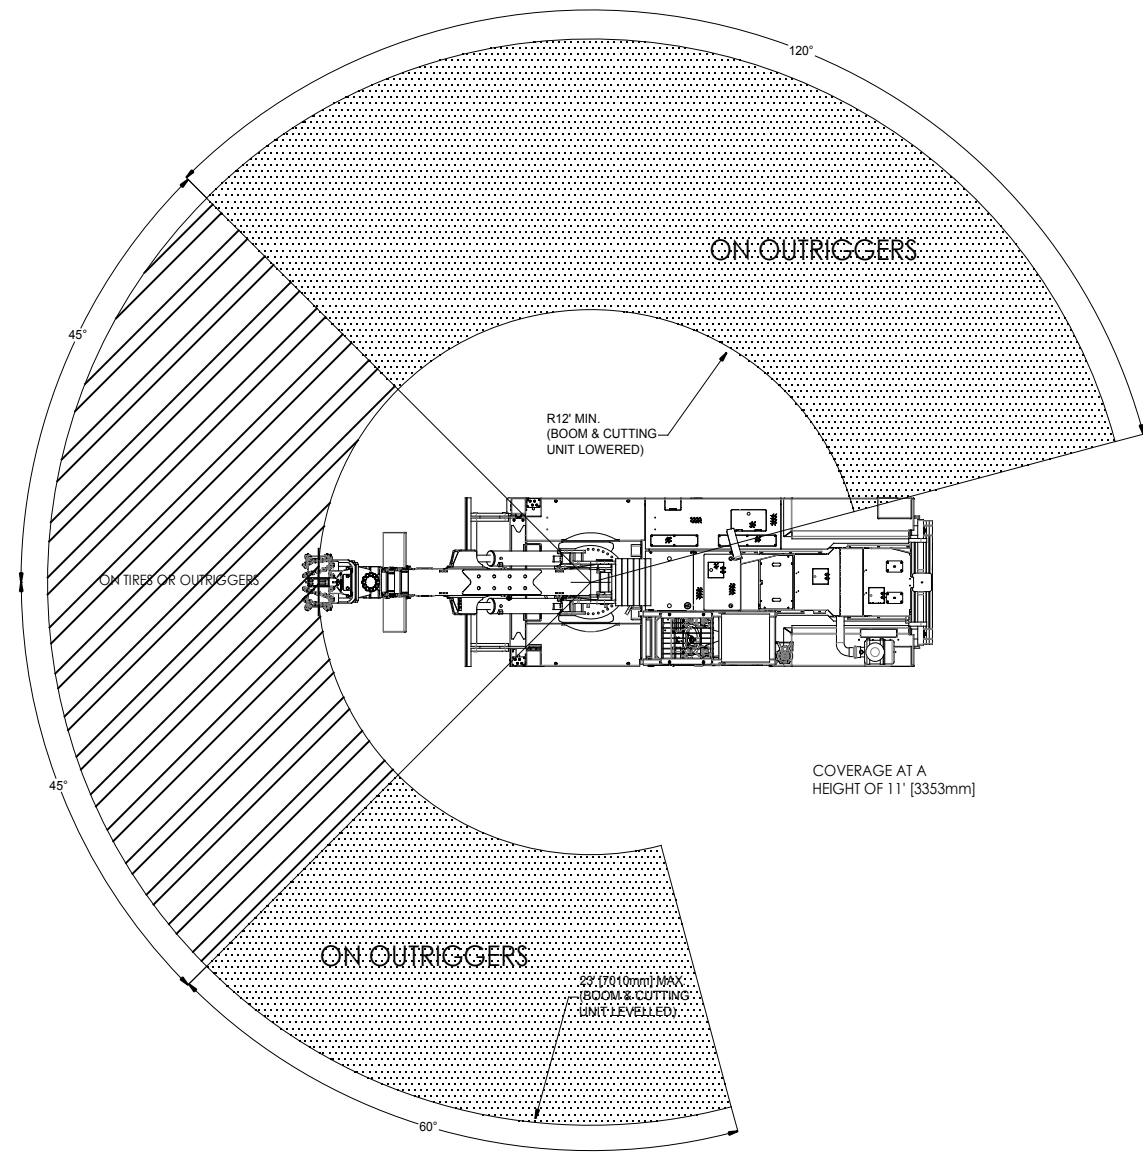 120°
ON OUTRIGGERS
45°
R12' MIN.
(BOOM & CUTTING
UNIT LOWERED)
ON TIRES OR OUTRIGGERS
COVERAGE AT A
HEIGHT OF 11' [3353mm]
45°
ON OUTRIGGERS
23' [7010mm] MAX.
(BOOM & CUTTING
UNIT LEVELLED)
60°